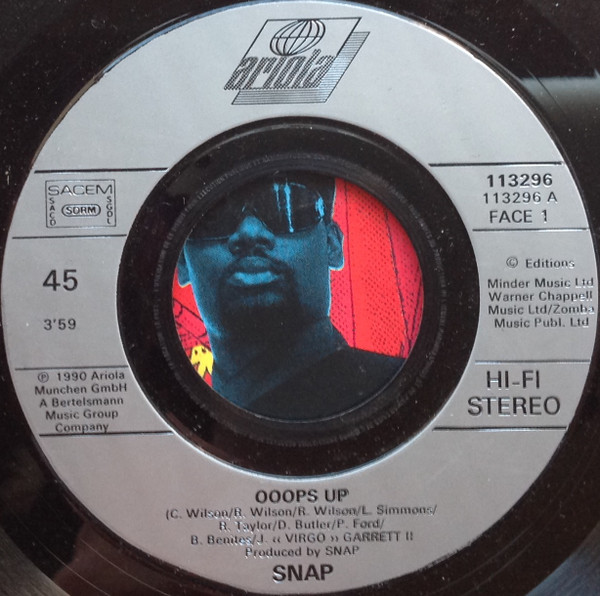 ariola
SACEM
SACD
SDRM
SGDL
113296
113296 A
FACE 1
45
3'59
© Editions
Minder Music Ltd
Warner Chappell
Music Ltd/Zomba
Music Publ. Ltd
℗ 1990 Ariola
Munchen GmbH
A Bertelsmann
Music Group
Company
HI-FI
STEREO
OOOPS UP
(C. Wilson/R. Wilson/R. Wilson/L. Simmons/
R. Taylor/D. Butler/P. Ford/
B. Benites/J. « VIRGO » GARRETT II
Produced by SNAP
SNAP